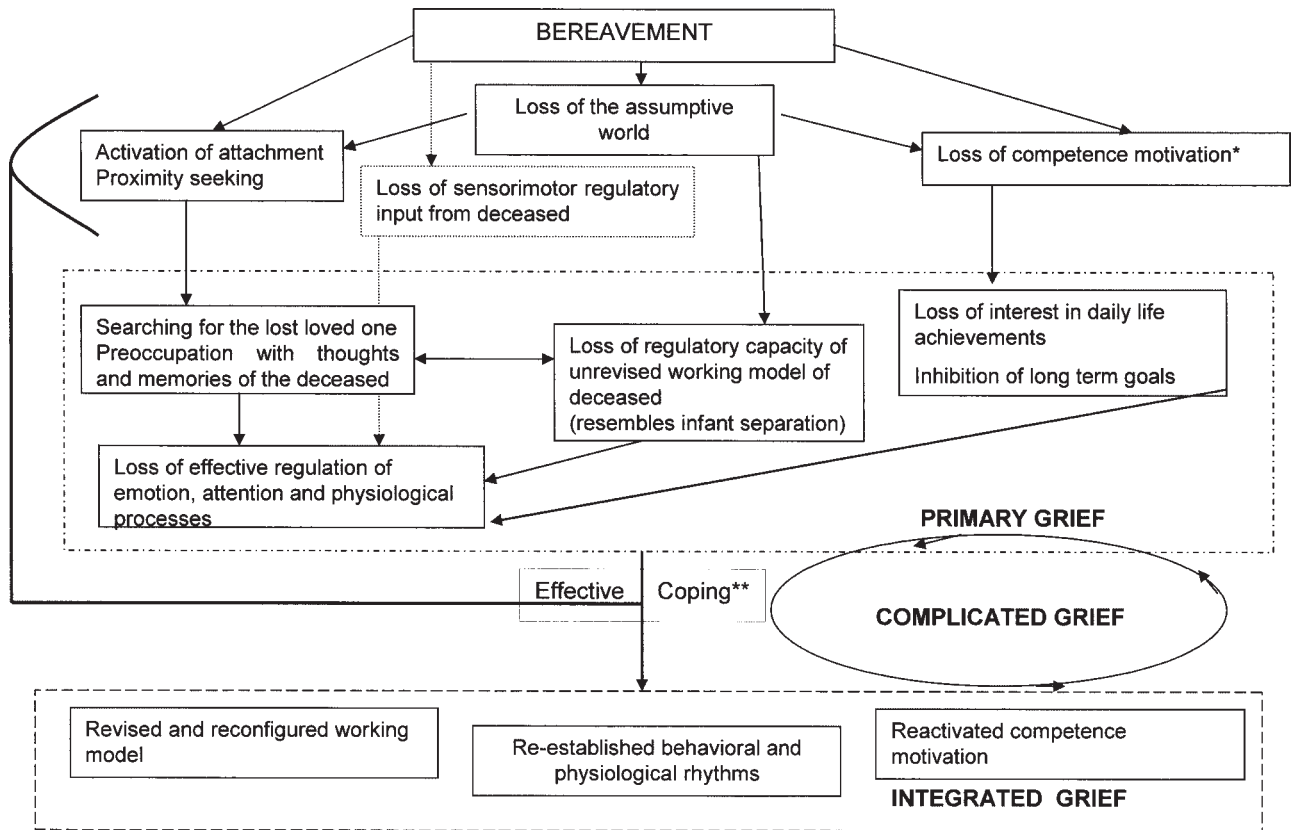 BEREAVEMENT
Loss of the assumptive
world
Activation of attachment
Proximity seeking
Loss of competence motivation*
Loss of sensorimotor regulatory
input from deceased
Searching for the lost loved one
Preoccupation with thoughts
and memories of the deceased
Loss of regulatory capacity of
unrevised working model of
deceased
(resembles infant separation)
Loss of interest in daily life
achievements
Inhibition of long term goals
Loss of effective regulation of
emotion, attention and physiological
processes
PRIMARY GRIEF
Effective Coping**
COMPLICATED GRIEF
Revised and reconfigured working
model
Re-established behavioral and
physiological rhythms
Reactivated competence
motivation
INTEGRATED GRIEF